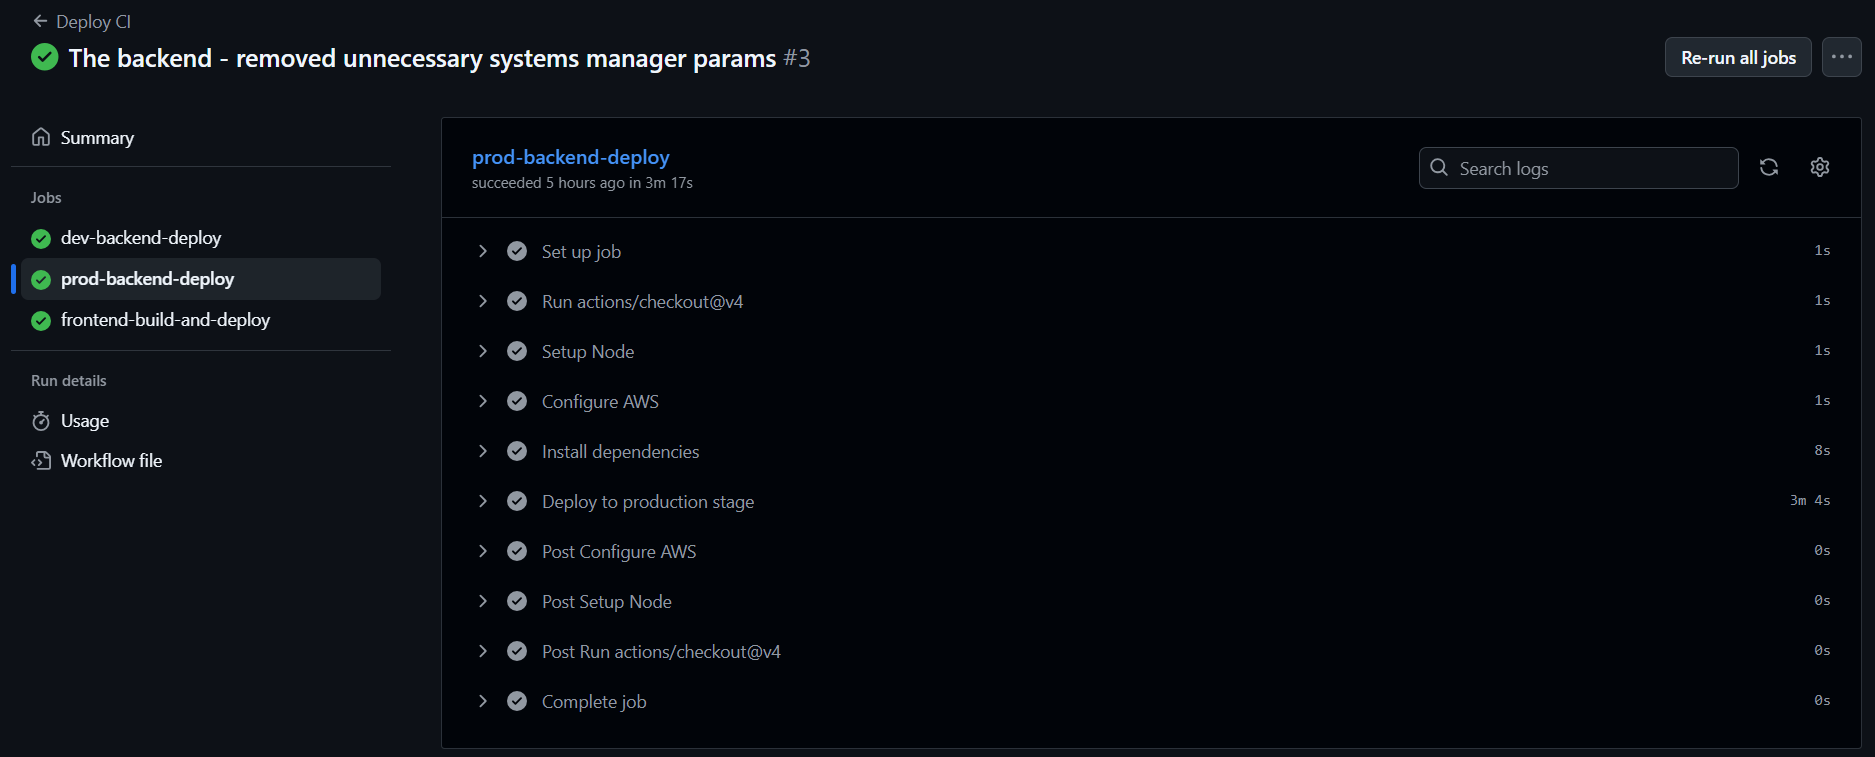 Deploy CI
The backend - removed unnecessary systems manager params #3
Re-run all jobs
Summary
Jobs
dev-backend-deploy
prod-backend-deploy
frontend-build-and-deploy
Run details
Usage
Workflow file
prod-backend-deploy
succeeded 5 hours ago in 3m 17s
Search logs
Set up job 1s
Run actions/checkout@v4 1s
Setup Node 1s
Configure AWS 1s
Install dependencies 8s
Deploy to production stage 3m 4s
Post Configure AWS 0s
Post Setup Node 0s
Post Run actions/checkout@v4 0s
Complete job 0s